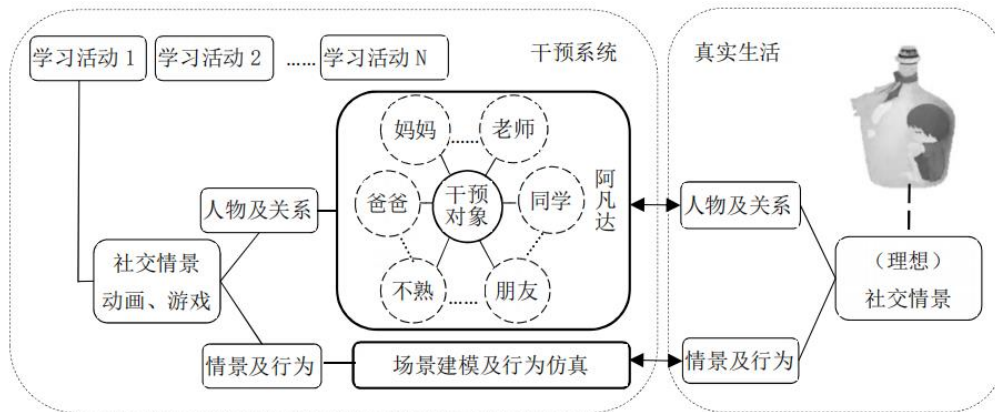 学习活动 1
学习活动 2
......
学习活动 N
干预系统
真实生活
妈妈
......
老师
人物及关系
爸爸
干预
对象
同学
阿凡达
人物及关系
社交情景
动画、游戏
不熟
......
朋友
（理想）
社交情景
情景及行为
场景建模及行为仿真
情景及行为